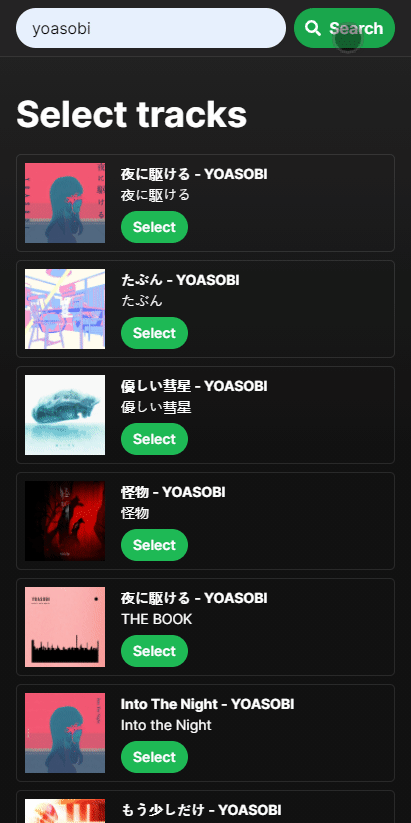 yoasobi
Search
Select tracks
夜に駆ける - YOASOBI
夜に駆ける
Select
たぶん - YOASOBI
たぶん
Select
優しい彗星 - YOASOBI
優しい彗星
Select
怪物 - YOASOBI
怪物
Select
夜に駆ける - YOASOBI
THE BOOK
Select
Into The Night - YOASOBI
Into the Night
Select
もう少しだけ - YOASOBI